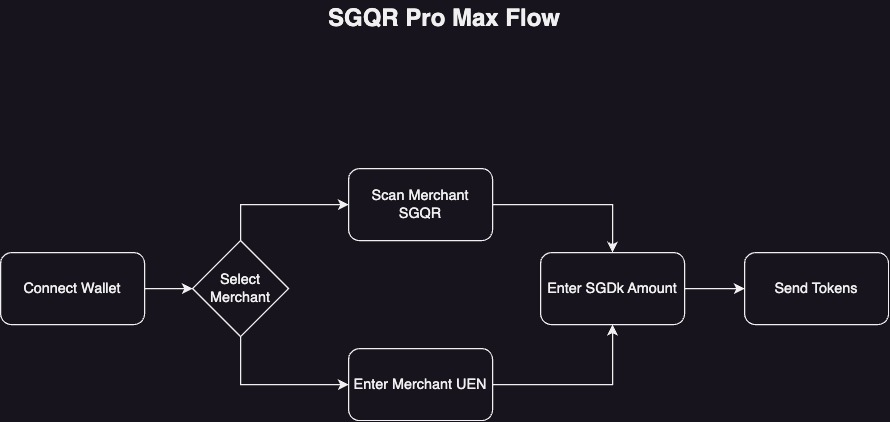 SGQR Pro Max Flow
Scan Merchant
SGQR
Connect Wallet
Select
Merchant
Enter SGDk Amount
Send Tokens
Enter Merchant UEN